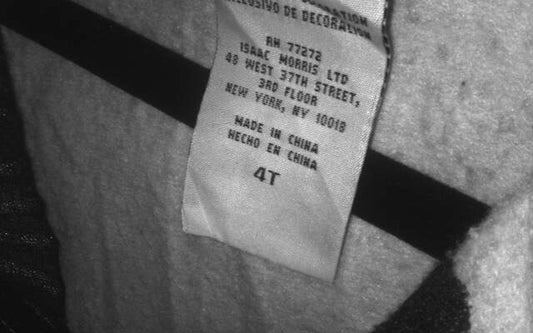 EXCLUSIVO DE DECORACION
RN 77272
ISAAC MORRIS LTD
48 WEST 37TH STREET,
3RD FLOOR
NEW YORK, NY 10018
MADE IN CHINA
HECHO EN CHINA
4T